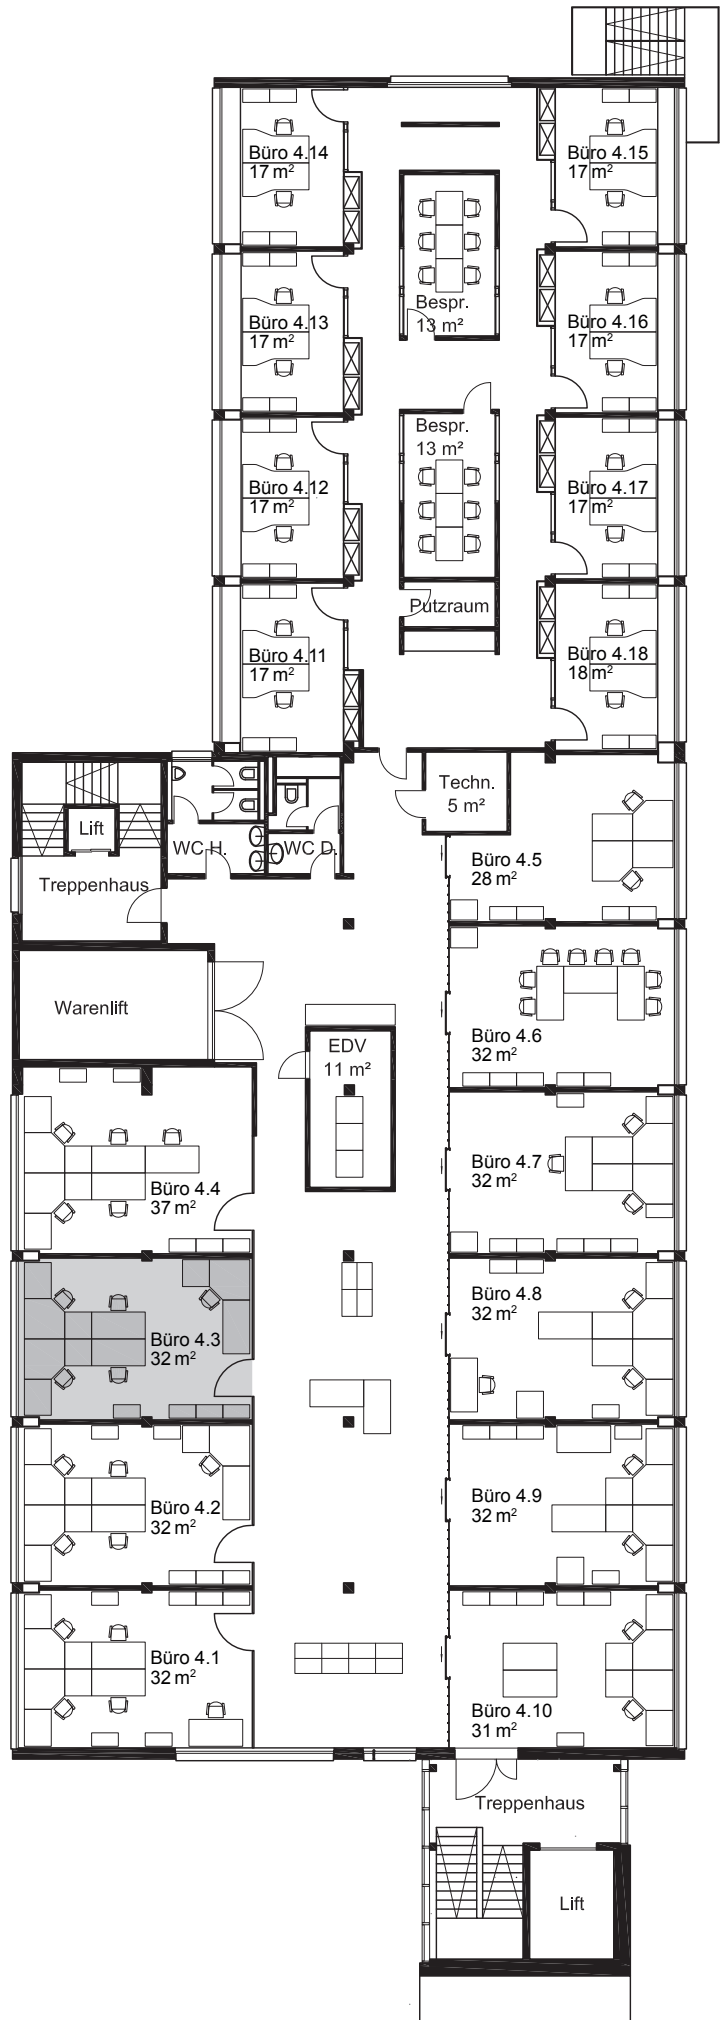 Büro 4.14
17 m²
Büro 4.15
17 m²
Bespr.
13 m²
Büro 4.13
17 m²
Büro 4.16
17 m²
Bespr.
13 m²
Büro 4.12
17 m²
Büro 4.17
17 m²
Putzraum
Büro 4.11
17 m²
Büro 4.18
18 m²
Techn.
5 m²
Lift
WC H.
WC D.
Büro 4.5
28 m²
Treppenhaus
Warenlift
Büro 4.6
32 m²
EDV
11 m²
Büro 4.7
32 m²
Büro 4.4
37 m²
Büro 4.8
32 m²
Büro 4.3
32 m²
Büro 4.9
32 m²
Büro 4.2
32 m²
Büro 4.1
32 m²
Büro 4.10
31 m²
Treppenhaus
Lift